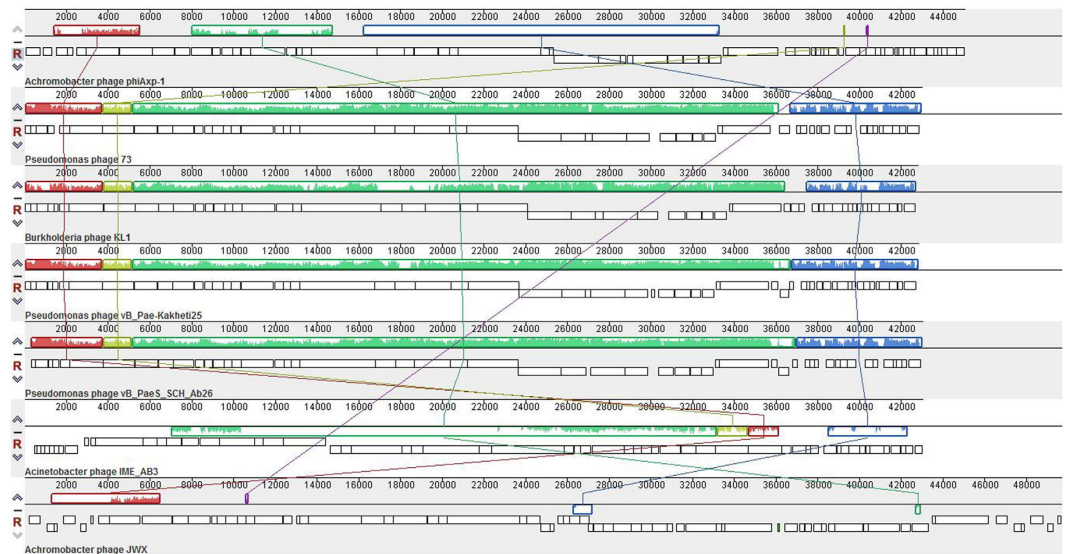 2000 4000 6000 8000 10000 12000 14000 16000 18000 20000 22000 24000 26000 28000 30000 32000 34000 36000 38000 40000 42000 44000
R
Achromobacter phage phiAxp-1
2000 4000 6000 8000 10000 12000 14000 16000 18000 20000 22000 24000 26000 28000 30000 32000 34000 36000 38000 40000 42000
R
Pseudomonas phage 73
2000 4000 6000 8000 10000 12000 14000 16000 18000 20000 22000 24000 26000 28000 30000 32000 34000 36000 38000 40000 42000
R
Burkholderia phage KL1
2000 4000 6000 8000 10000 12000 14000 16000 18000 20000 22000 24000 26000 28000 30000 32000 34000 36000 38000 40000 42000
R
Pseudomonas phage vB_Pae-Kakheti25
2000 4000 6000 8000 10000 12000 14000 16000 18000 20000 22000 24000 26000 28000 30000 32000 34000 36000 38000 40000 42000
R
Pseudomonas phage vB_PaeS_SCH_Ab26
2000 4000 6000 8000 10000 12000 14000 16000 18000 20000 22000 24000 26000 28000 30000 32000 34000 36000 38000 40000 42000
R
Acinetobacter phage IME_AB3
2000 4000 6000 8000 10000 12000 14000 16000 18000 20000 22000 24000 26000 28000 30000 32000 34000 36000 38000 40000 42000 44000 46000 48000
R
Achromobacter phage JWX